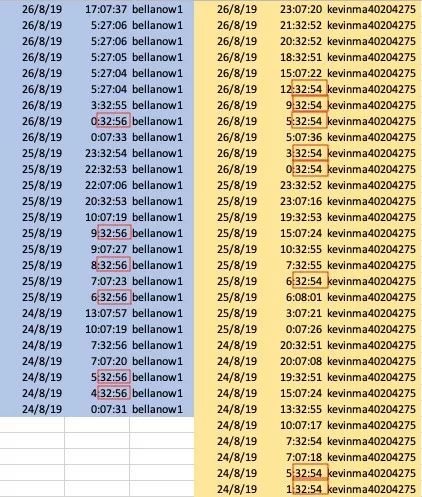 26/8/19 17:07:37 bellanow1
26/8/19 5:27:06 bellanow1
26/8/19 5:27:06 bellanow1
26/8/19 5:27:05 bellanow1
26/8/19 5:27:04 bellanow1
26/8/19 5:27:04 bellanow1
26/8/19 3:32:55 bellanow1
26/8/19 0:32:56 bellanow1
26/8/19 0:07:33 bellanow1
25/8/19 23:32:54 bellanow1
25/8/19 22:32:53 bellanow1
25/8/19 22:07:06 bellanow1
25/8/19 20:32:53 bellanow1
25/8/19 10:07:19 bellanow1
25/8/19 9:32:56 bellanow1
25/8/19 9:07:27 bellanow1
25/8/19 8:32:56 bellanow1
25/8/19 7:07:23 bellanow1
25/8/19 6:32:56 bellanow1
24/8/19 13:07:57 bellanow1
24/8/19 10:07:19 bellanow1
24/8/19 7:32:56 bellanow1
24/8/19 7:07:20 bellanow1
24/8/19 5:32:56 bellanow1
24/8/19 4:32:56 bellanow1
24/8/19 0:07:31 bellanow1
26/8/19 23:07:20 kevinma40204275
26/8/19 21:32:52 kevinma40204275
26/8/19 20:32:52 kevinma40204275
26/8/19 18:32:51 kevinma40204275
26/8/19 15:07:22 kevinma40204275
26/8/19 12:32:54 kevinma40204275
26/8/19 9:32:54 kevinma40204275
26/8/19 5:32:54 kevinma40204275
26/8/19 5:07:36 kevinma40204275
26/8/19 3:32:54 kevinma40204275
26/8/19 0:32:54 kevinma40204275
25/8/19 23:32:52 kevinma40204275
25/8/19 23:07:16 kevinma40204275
25/8/19 19:32:53 kevinma40204275
25/8/19 15:07:24 kevinma40204275
25/8/19 10:32:55 kevinma40204275
25/8/19 7:32:55 kevinma40204275
25/8/19 6:32:54 kevinma40204275
25/8/19 6:08:01 kevinma40204275
25/8/19 3:07:21 kevinma40204275
25/8/19 0:07:26 kevinma40204275
24/8/19 20:32:51 kevinma40204275
24/8/19 20:07:08 kevinma40204275
24/8/19 19:32:51 kevinma40204275
24/8/19 15:07:24 kevinma40204275
24/8/19 13:32:55 kevinma40204275
24/8/19 10:07:17 kevinma40204275
24/8/19 7:32:54 kevinma40204275
24/8/19 7:07:18 kevinma40204275
24/8/19 5:32:54 kevinma40204275
24/8/19 1:32:54 kevinma40204275